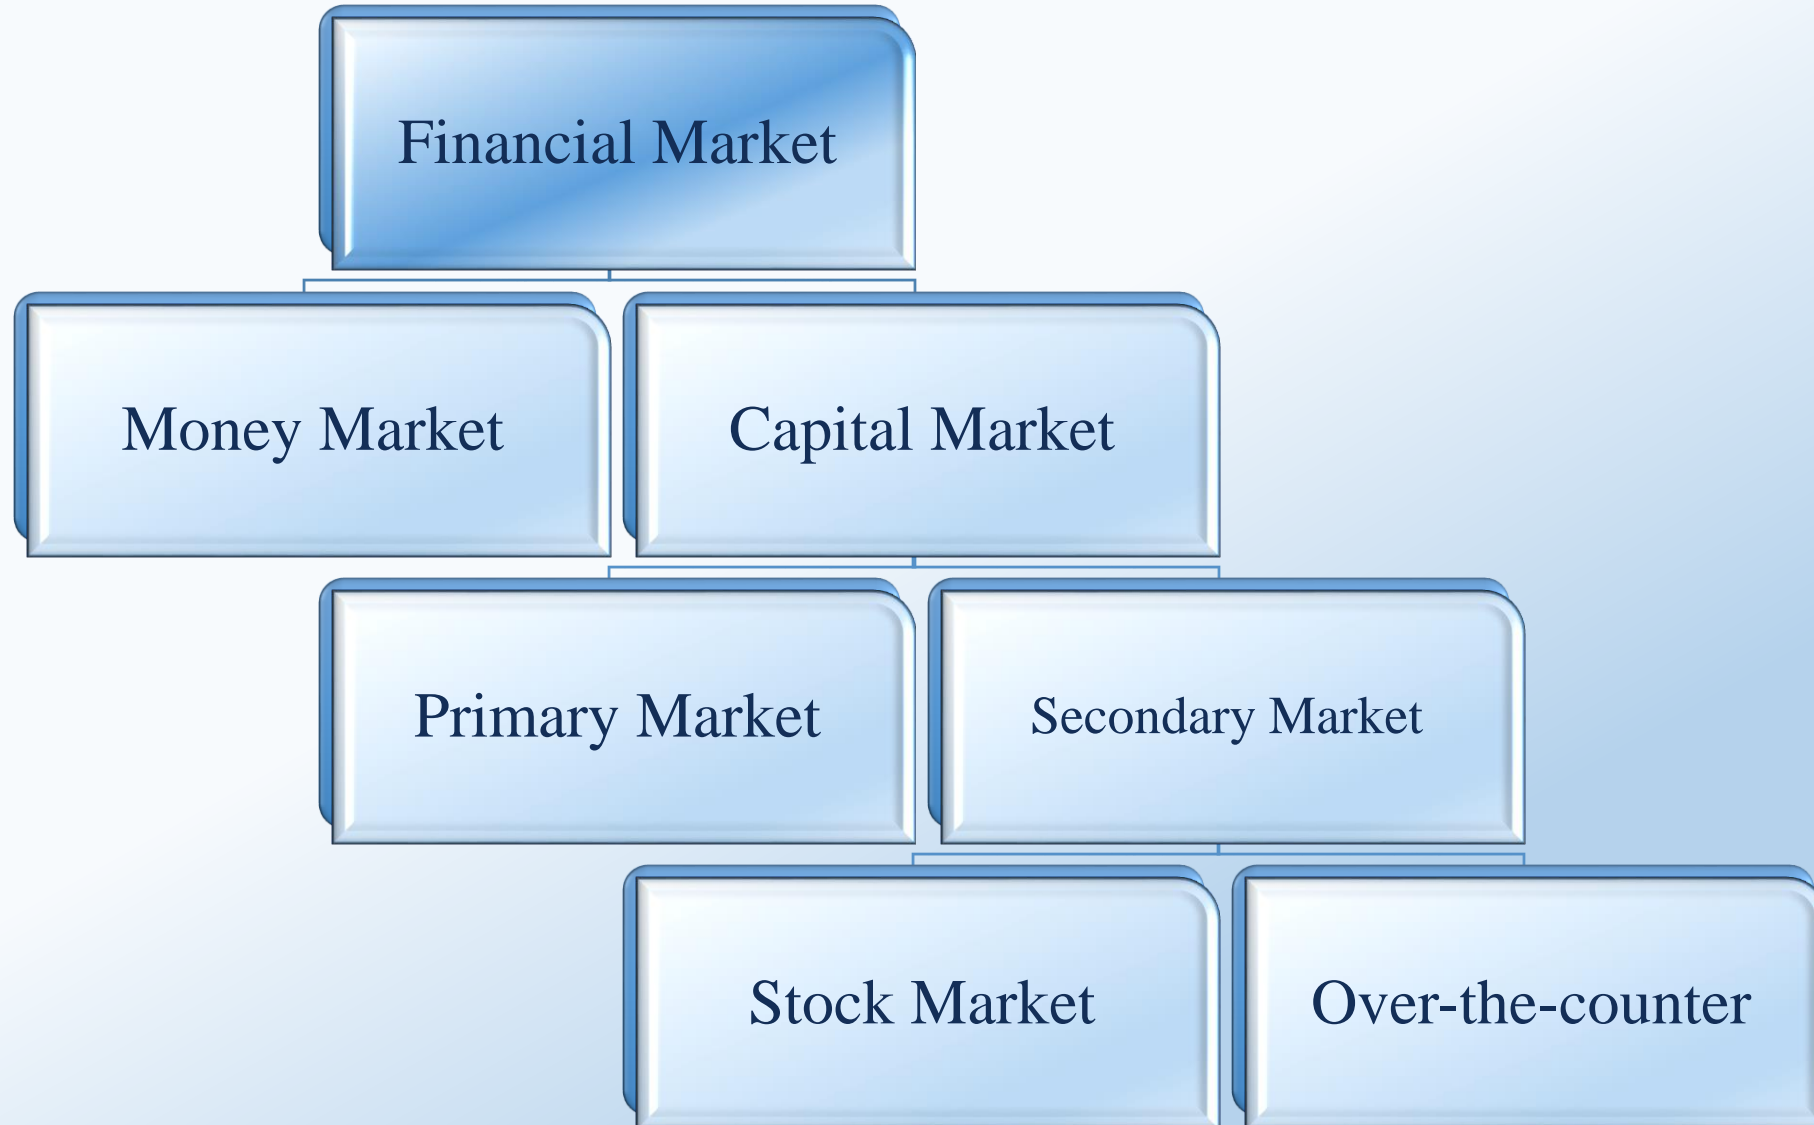 Financial Market
Money Market
Capital Market
Primary Market
Secondary Market
Stock Market
Over-the-counter